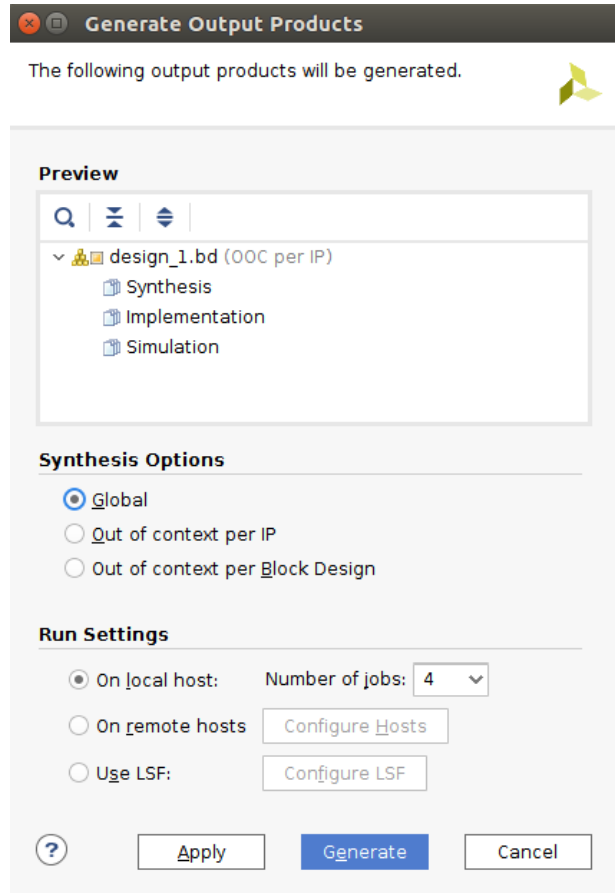 Generate Output Products
The following output products will be generated.
Preview
design_1.bd (OOC per IP)
Synthesis
Implementation
Simulation
Synthesis Options
Global
Out of context per IP
Out of context per Block Design
Run Settings
On local host: Number of jobs: 4
On remote hosts Configure Hosts
Use LSF: Configure LSF
? Apply Generate Cancel